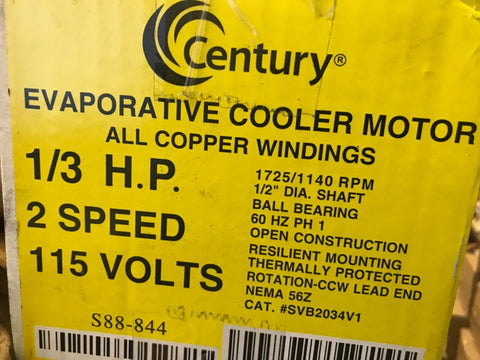 Century®
EVAPORATIVE COOLER MOTOR
ALL COPPER WINDINGS
1/3 H.P.
2 SPEED
115 VOLTS
1725/1140 RPM
1/2" DIA. SHAFT
BALL BEARING
60 HZ PH 1
OPEN CONSTRUCTION
RESILIENT MOUNTING
THERMALLY PROTECTED
ROTATION-CCW LEAD END
NEMA 56Z
CAT. #SVB2034V1
S88-844